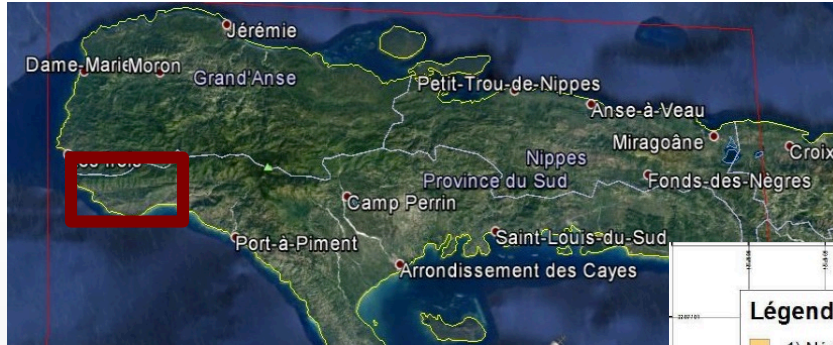 Jérémie
Dame-Marie Moron
Grand'Anse
Petit-Trou-de-Nippes
Anse-à-Veau
Miragoâne
Croix
Nippes
Province du Sud
Fonds-des-Nègres
Camp Perrin
Port-à-Piment
Saint-Louis-du-Sud
Arrondissement des Cayes
Légend